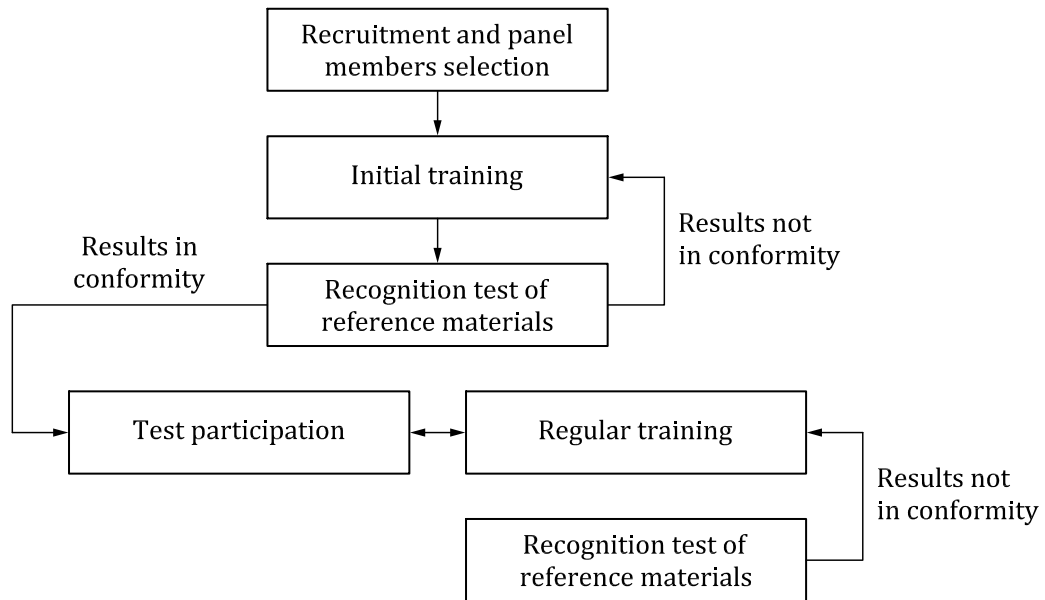 Recruitment and panel
members selection
Initial training
Results not
in conformity
Results in
conformity
Recognition test of
reference materials
Test participation
Regular training
Results not
in conformity
Recognition test of
reference materials